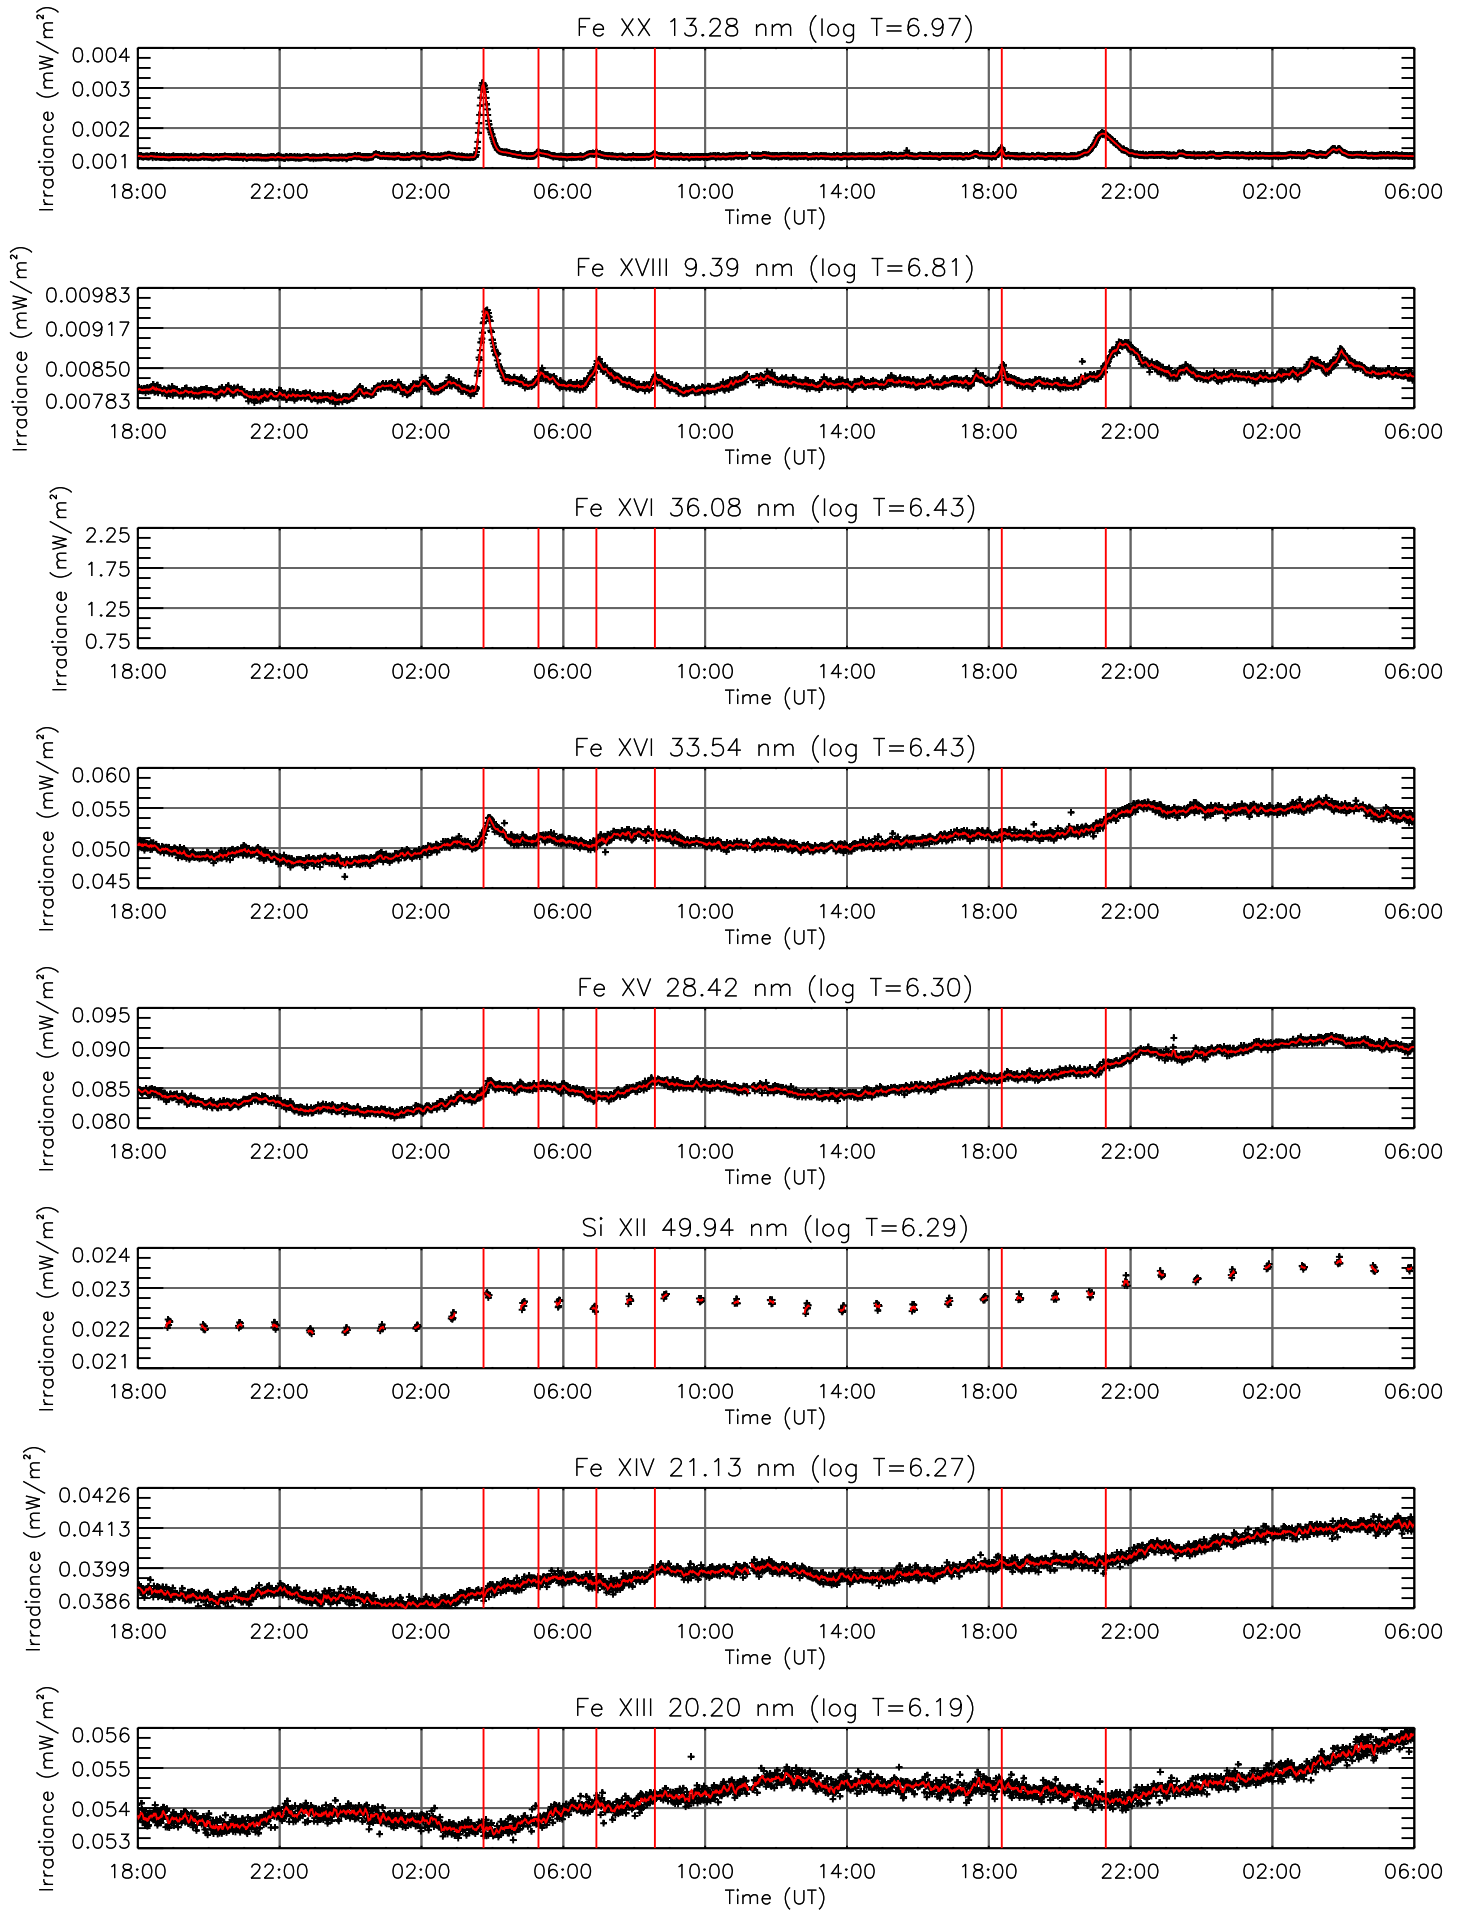 Fe XX 13.28 nm (log T=6.97)
Irradiance (mW/m²)
0.004
0.003
0.002
0.001
18:00 22:00 02:00 06:00 10:00 14:00 18:00 22:00 02:00 06:00
Time (UT)
Fe XVIII 9.39 nm (log T=6.81)
Irradiance (mW/m²)
0.00983
0.00917
0.00850
0.00783
18:00 22:00 02:00 06:00 10:00 14:00 18:00 22:00 02:00 06:00
Time (UT)
Fe XVI 36.08 nm (log T=6.43)
Irradiance (mW/m²)
2.25
1.75
1.25
0.75
18:00 22:00 02:00 06:00 10:00 14:00 18:00 22:00 02:00 06:00
Time (UT)
Fe XVI 33.54 nm (log T=6.43)
Irradiance (mW/m²)
0.060
0.055
0.050
0.045
18:00 22:00 02:00 06:00 10:00 14:00 18:00 22:00 02:00 06:00
Time (UT)
Fe XV 28.42 nm (log T=6.30)
Irradiance (mW/m²)
0.095
0.090
0.085
0.080
18:00 22:00 02:00 06:00 10:00 14:00 18:00 22:00 02:00 06:00
Time (UT)
Si XII 49.94 nm (log T=6.29)
Irradiance (mW/m²)
0.024
0.023
0.022
0.021
18:00 22:00 02:00 06:00 10:00 14:00 18:00 22:00 02:00 06:00
Time (UT)
Fe XIV 21.13 nm (log T=6.27)
Irradiance (mW/m²)
0.0426
0.0413
0.0399
0.0386
18:00 22:00 02:00 06:00 10:00 14:00 18:00 22:00 02:00 06:00
Time (UT)
Fe XIII 20.20 nm (log T=6.19)
Irradiance (mW/m²)
0.056
0.055
0.054
0.053
18:00 22:00 02:00 06:00 10:00 14:00 18:00 22:00 02:00 06:00
Time (UT)